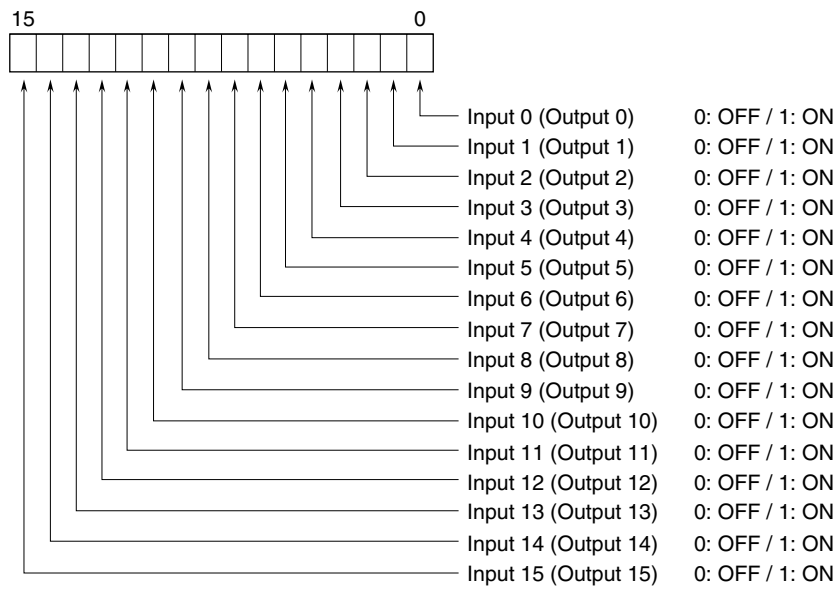 15 0
Input 0 (Output 0) 0: OFF / 1: ON
Input 1 (Output 1) 0: OFF / 1: ON
Input 2 (Output 2) 0: OFF / 1: ON
Input 3 (Output 3) 0: OFF / 1: ON
Input 4 (Output 4) 0: OFF / 1: ON
Input 5 (Output 5) 0: OFF / 1: ON
Input 6 (Output 6) 0: OFF / 1: ON
Input 7 (Output 7) 0: OFF / 1: ON
Input 8 (Output 8) 0: OFF / 1: ON
Input 9 (Output 9) 0: OFF / 1: ON
Input 10 (Output 10) 0: OFF / 1: ON
Input 11 (Output 11) 0: OFF / 1: ON
Input 12 (Output 12) 0: OFF / 1: ON
Input 13 (Output 13) 0: OFF / 1: ON
Input 14 (Output 14) 0: OFF / 1: ON
Input 15 (Output 15) 0: OFF / 1: ON